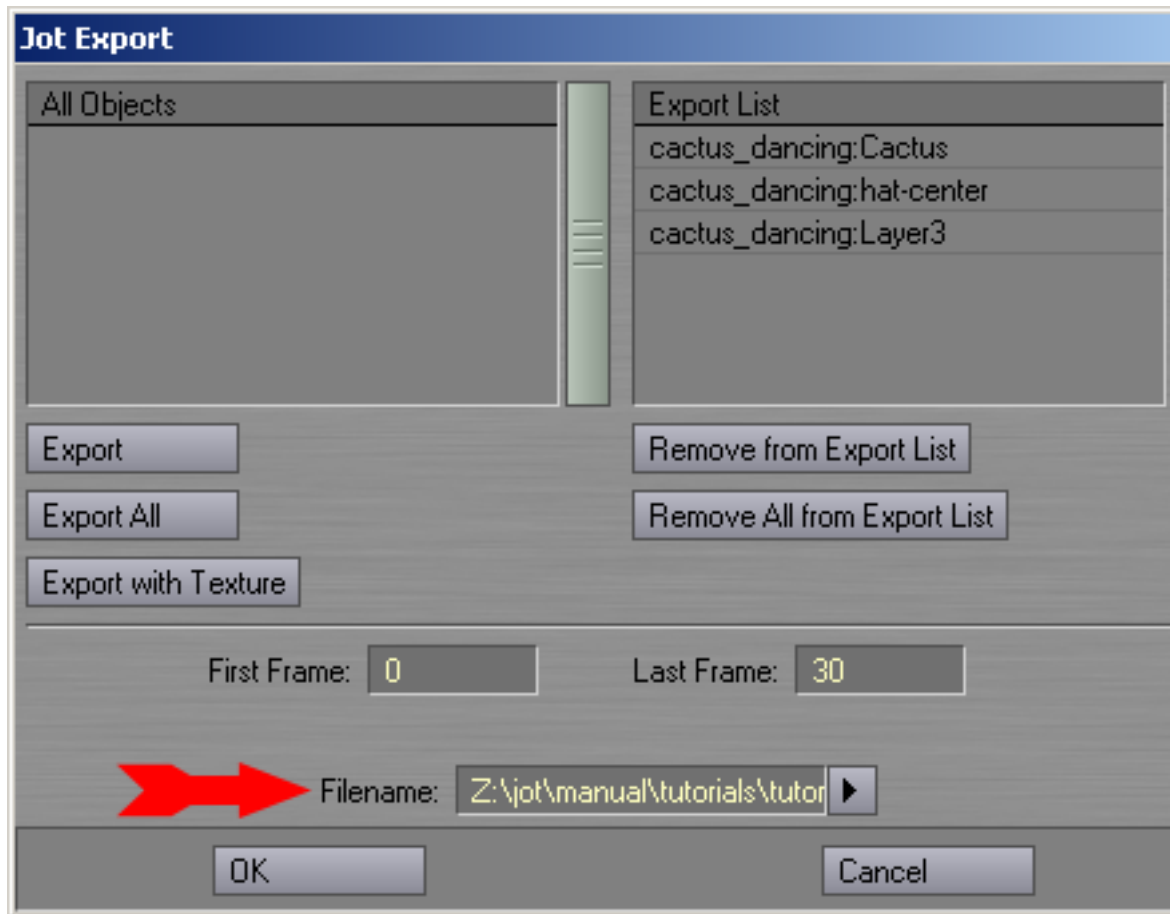 Jot Export
All Objects
Export List
cactus_dancing:Cactus
cactus_dancing:hat-center
cactus_dancing:Layer3
Export
Remove from Export List
Export All
Remove All from Export List
Export with Texture
First Frame: 0
Last Frame: 30
Filename: Z:\jot\manual\tutorials\tutor
OK
Cancel